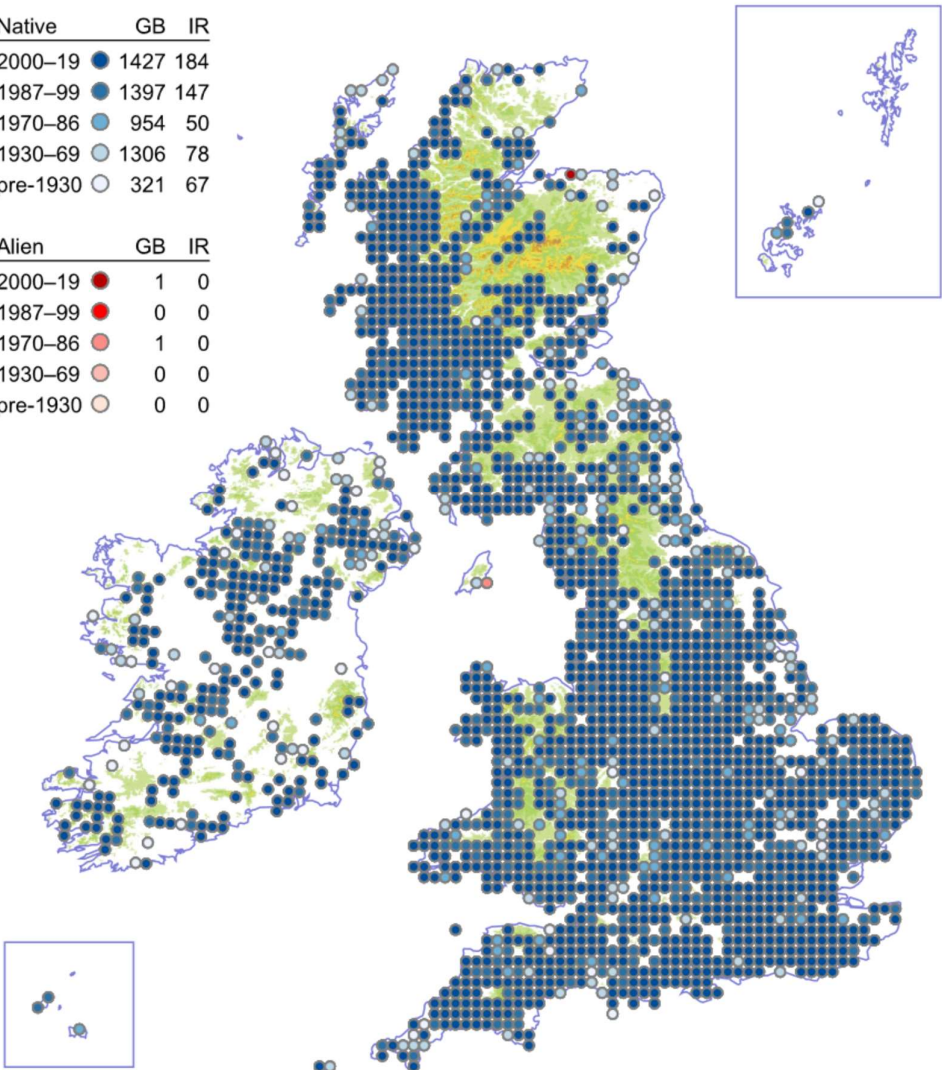 Native GB IR
2000–19 1427 184
1987–99 1397 147
1970–86 954 50
1930–69 1306 78
pre-1930 321 67
Alien GB IR
2000–19 1 0
1987–99 0 0
1970–86 1 0
1930–69 0 0
pre-1930 0 0